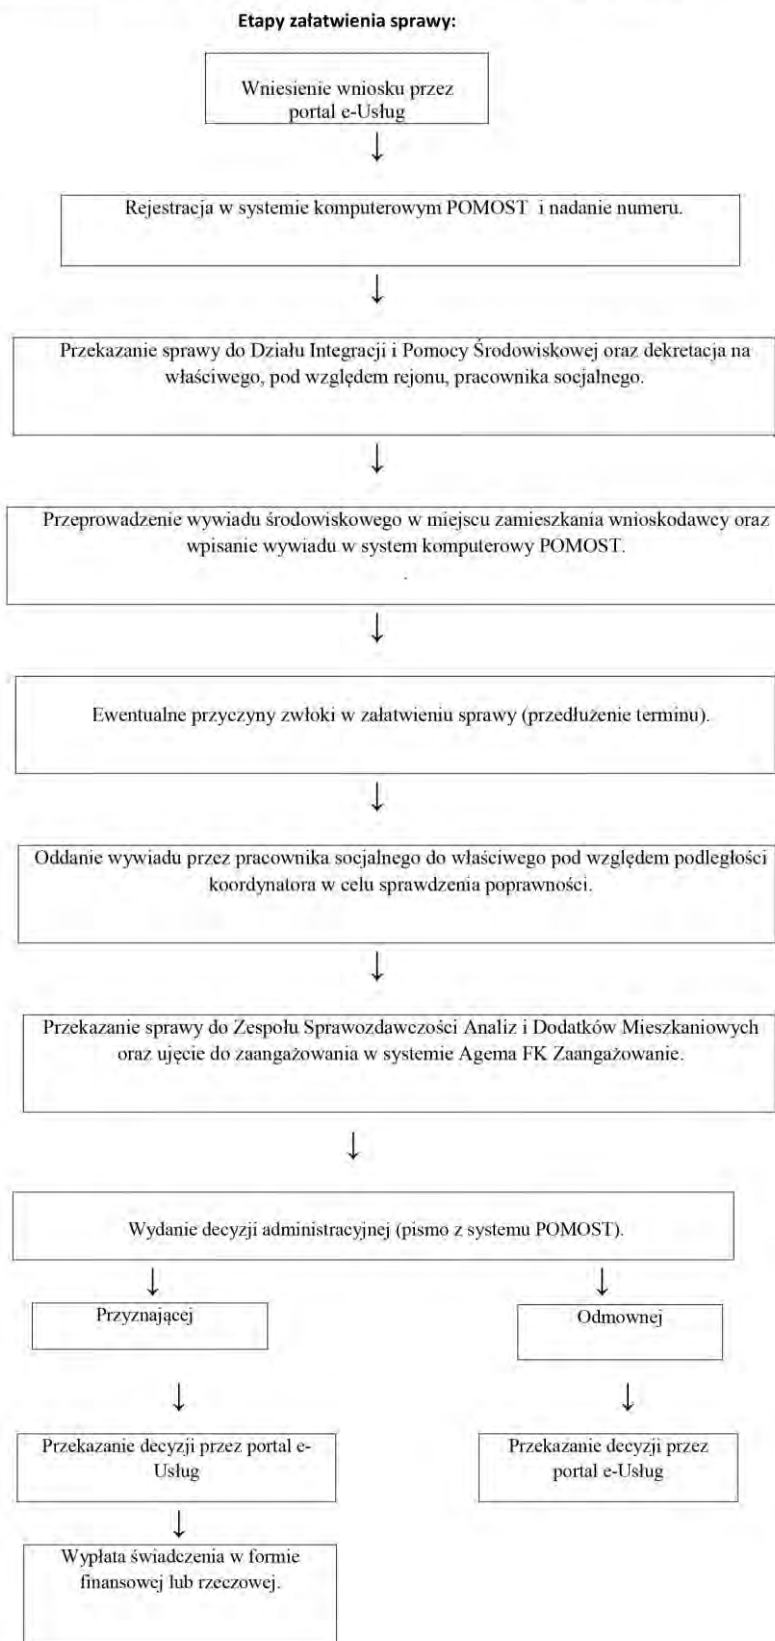 Etapy załatwienia sprawy:
Wniesienie wniosku przez
portal e-Usług
↓
Rejestracja w systemie komputerowym POMOST i nadanie numeru.
↓
Przekazanie sprawy do Działu Integracji i Pomocy Środowiskowej oraz dekretacja na
właściwego, pod względem rejonu, pracownika socjalnego.
↓
Przeprowadzenie wywiadu środowiskowego w miejscu zamieszkania wnioskodawcy oraz
wpisanie wywiadu w system komputerowy POMOST.
.
↓
Ewentualne przyczyny zwłoki w załatwieniu sprawy (przedłużenie terminu).
↓
Oddanie wywiadu przez pracownika socjalnego do właściwego pod względem podległości
koordynatora w celu sprawdzenia poprawności.
↓
Przekazanie sprawy do Zespołu Sprawozdawczości Analiz i Dodatków Mieszkaniowych
oraz ujęcie do zaangażowania w systemie Agema FK Zaangażowanie.
↓
Wydanie decyzji administracyjnej (pismo z systemu POMOST).
↓ ↓
Przyznającej
Odmownej
↓ ↓
Przekazanie decyzji przez portal e-
Usług
Przekazanie decyzji przez
portal e-Usług
↓
Wypłata świadczenia w formie
finansowej lub rzeczowej.